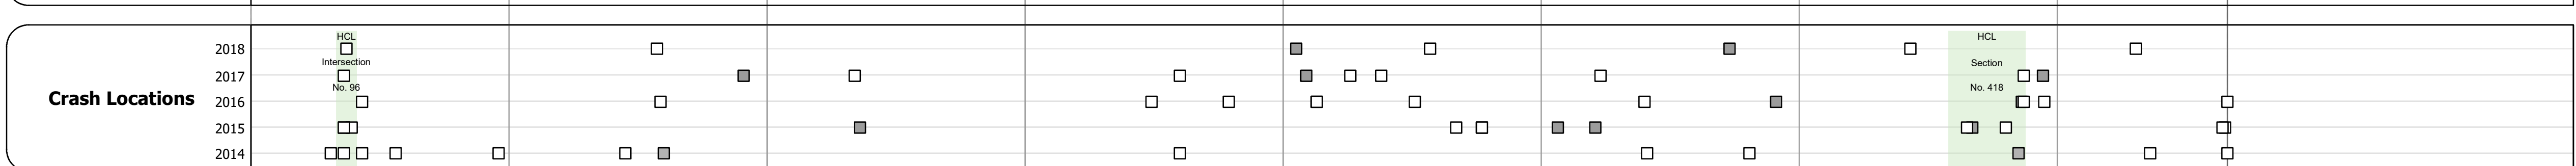 HCL
HCL
2018
Intersection
Section
2017
No. 96
No. 418
Crash Locations
2016
2015
2014